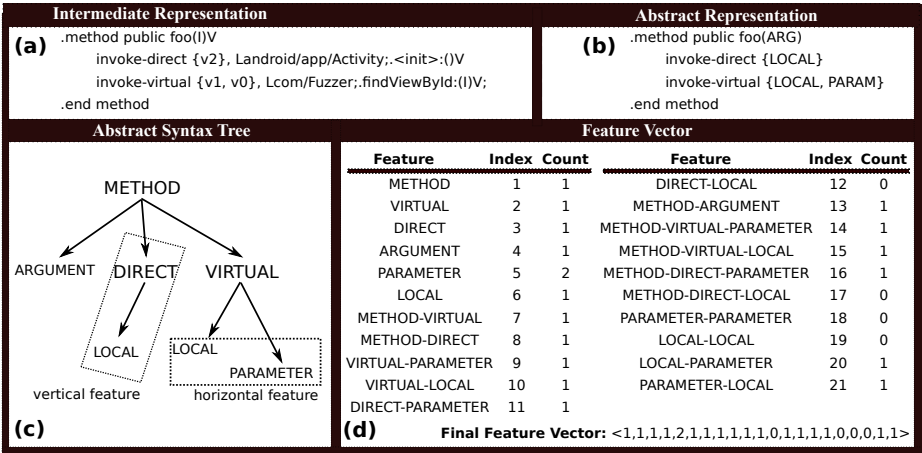 Intermediate Representation
(a)
.method public foo(I)V
invoke-direct {v2}, Landroid/app/Activity;.<init>:()V
invoke-virtual {v1, v0}, Lcom/Fuzzer;.findViewById:(I)V;
.end method
Abstract Representation
(b)
.method public foo(ARG)
invoke-direct {LOCAL}
invoke-virtual {LOCAL, PARAM}
.end method
Abstract Syntax Tree
METHOD
ARGUMENT DIRECT VIRTUAL
LOCAL LOCAL
PARAMETER
vertical feature horizontal feature
(c)
Feature Vector
Feature Index Count
METHOD 1 1
VIRTUAL 2 1
DIRECT 3 1
ARGUMENT 4 1
PARAMETER 5 2
LOCAL 6 1
METHOD-VIRTUAL 7 1
METHOD-DIRECT 8 1
VIRTUAL-PARAMETER 9 1
VIRTUAL-LOCAL 10 1
DIRECT-PARAMETER 11 1
Feature Index Count
DIRECT-LOCAL 12 0
METHOD-ARGUMENT 13 1
METHOD-VIRTUAL-PARAMETER 14 1
METHOD-VIRTUAL-LOCAL 15 1
METHOD-DIRECT-PARAMETER 16 1
METHOD-DIRECT-LOCAL 17 0
PARAMETER-PARAMETER 18 0
LOCAL-LOCAL 19 0
LOCAL-PARAMETER 20 1
PARAMETER-LOCAL 21 1
(d)
Final Feature Vector: <1,1,1,1,2,1,1,1,1,1,1,0,1,1,1,1,0,0,0,1,1>